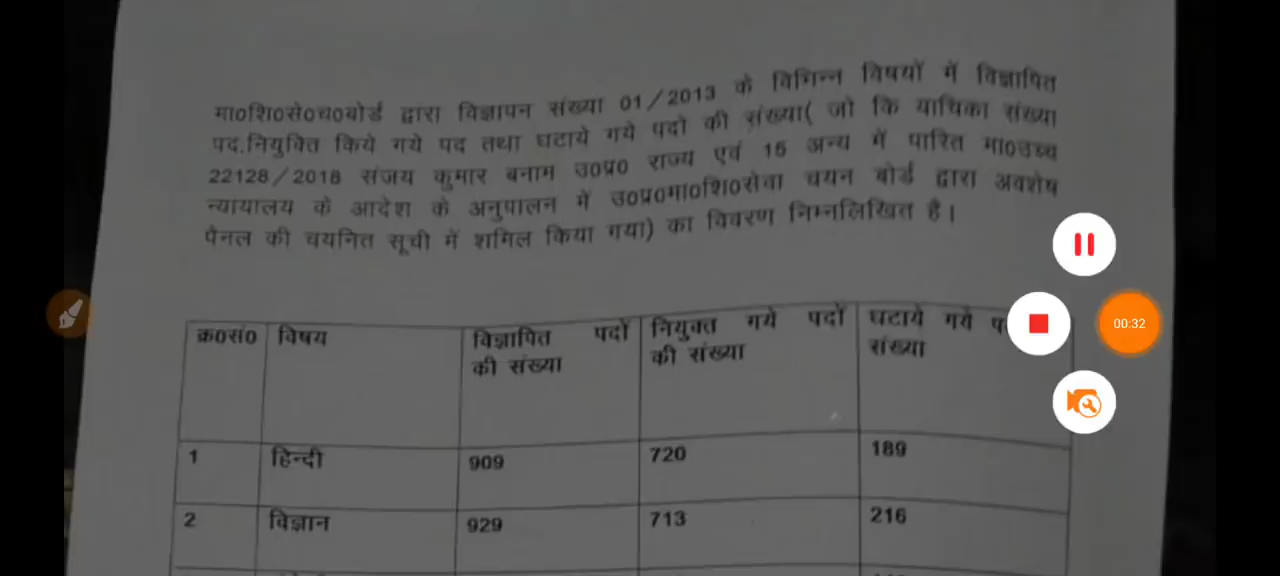 मा0शि0से0च0बोर्ड द्वारा विज्ञापन संख्या 01/2013 के विभिन्न विषयों में विज्ञापित
पद,नियुक्ति किये गये पद तथा घटाये गये पदो की संख्या( जो कि याचिका संख्या
22128/2018 संजय कुमार बनाम उ0प्र0 राज्य एवं 15 अन्य में पारित मा0उच्च
न्यायालय के आदेश के अनुपालन में उ0प्र0मा0शि0सेवा चयन बोर्ड द्वारा अवशेष
पैनल की चयनित सूची में शमिल किया गया) का विवरण निम्नलिखित है।
क्र0सं0 विषय विज्ञापित पदों की संख्या नियुक्त गये पदों की संख्या घटाये गये संख्या
1 हिन्दी 909 720 189
2 विज्ञान 929 713 216
00:32